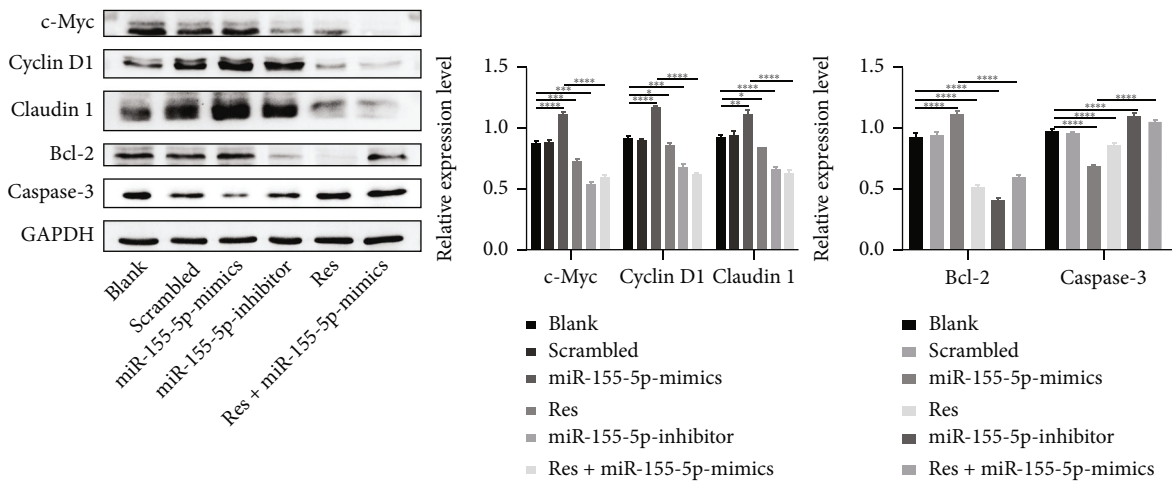 c-Myc
Cyclin D1
Claudin 1
Bcl-2
Caspase-3
GAPDH
Blank
Scrambled
miR-155-5p-mimics
miR-155-5p-inhibitor
Res
Res + miR-155-5p-mimics
Relative expression level
1.5
1.0
0.5
0.0
**** *** *** ****
**** * *** ****
** * **** ****
c-Myc Cyclin D1 Claudin 1
Blank
Scrambled
miR-155-5p-mimics
Res
miR-155-5p-inhibitor
Res + miR-155-5p-mimics
Relative expression level
1.5
1.0
0.5
0.0
**** **** **** ****
**** **** **** ****
Bcl-2 Caspase-3
Blank
Scrambled
miR-155-5p-mimics
Res
miR-155-5p-inhibitor
Res + miR-155-5p-mimics